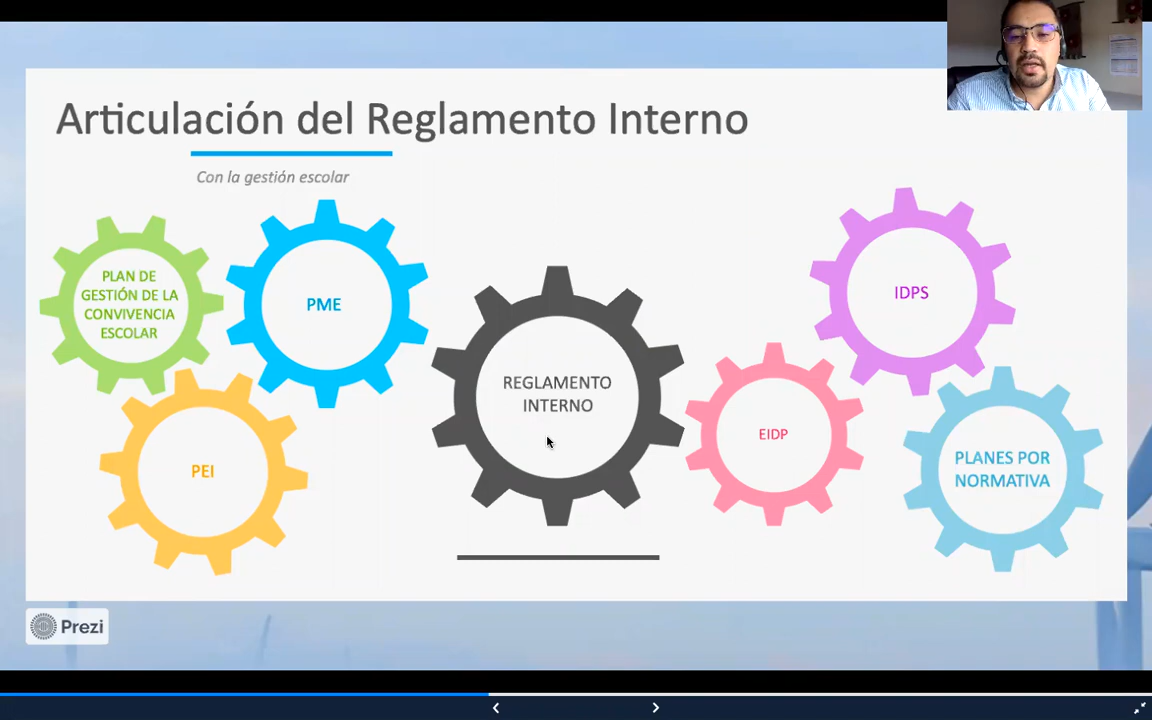 Articulación del Reglamento Interno
Con la gestión escolar
PLAN DE
GESTIÓN DE LA
CONVIVENCIA
ESCOLAR
PME
PEI
REGLAMENTO
INTERNO
EIDP
IDPS
PLANES POR
NORMATIVA
Prezi